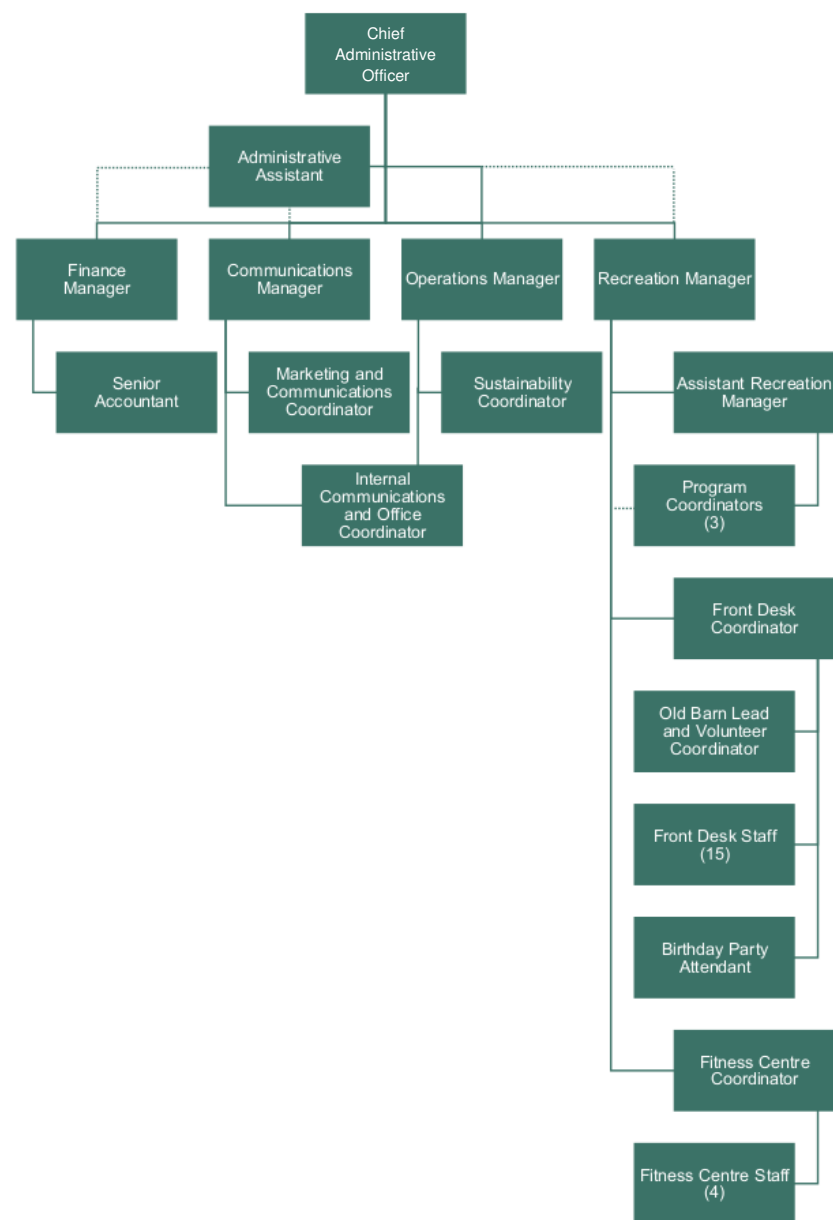 Chief
Administrative
Officer
Administrative
Assistant
Finance
Manager
Communications
Manager
Operations Manager
Recreation Manager
Senior
Accountant
Marketing and
Communications
Coordinator
Sustainability
Coordinator
Assistant Recreation
Manager
Internal
Communications
and Office
Coordinator
Program
Coordinators
(3)
Front Desk
Coordinator
Old Barn Lead
and Volunteer
Coordinator
Front Desk Staff
(15)
Birthday Party
Attendant
Fitness Centre
Coordinator
Fitness Centre Staff
(4)